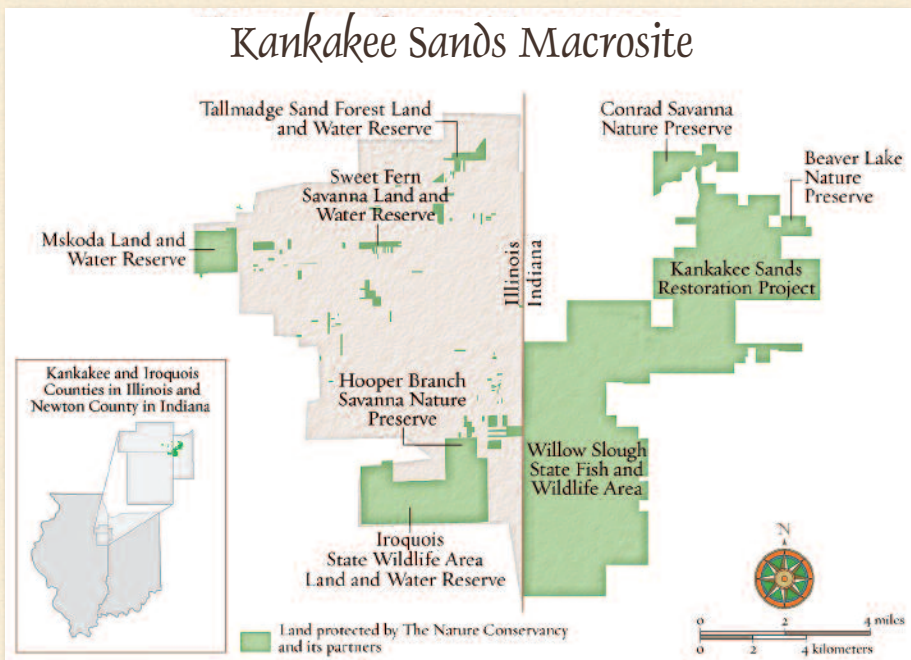 Kankakee Sands Macrosite
Tallmadge Sand Forest Land
and Water Reserve
Conrad Savanna
Nature Preserve
Beaver Lake
Nature
Preserve
Sweet Fern
Savanna Land and
Water Reserve
Mskoda Land and
Water Reserve
Illinois
Indiana
Kankakee Sands
Restoration Project
Kankakee and Iroquois
Counties in Illinois and
Newton County in Indiana
Hooper Branch
Savanna Nature
Preserve
Willow Slough
State Fish and
Wildlife Area
Iroquois
State Wildlife Area
Land and Water Reserve
N
Land protected by The Nature Conservancy
and its partners
0 2 4 miles
0 2 4 kilometers